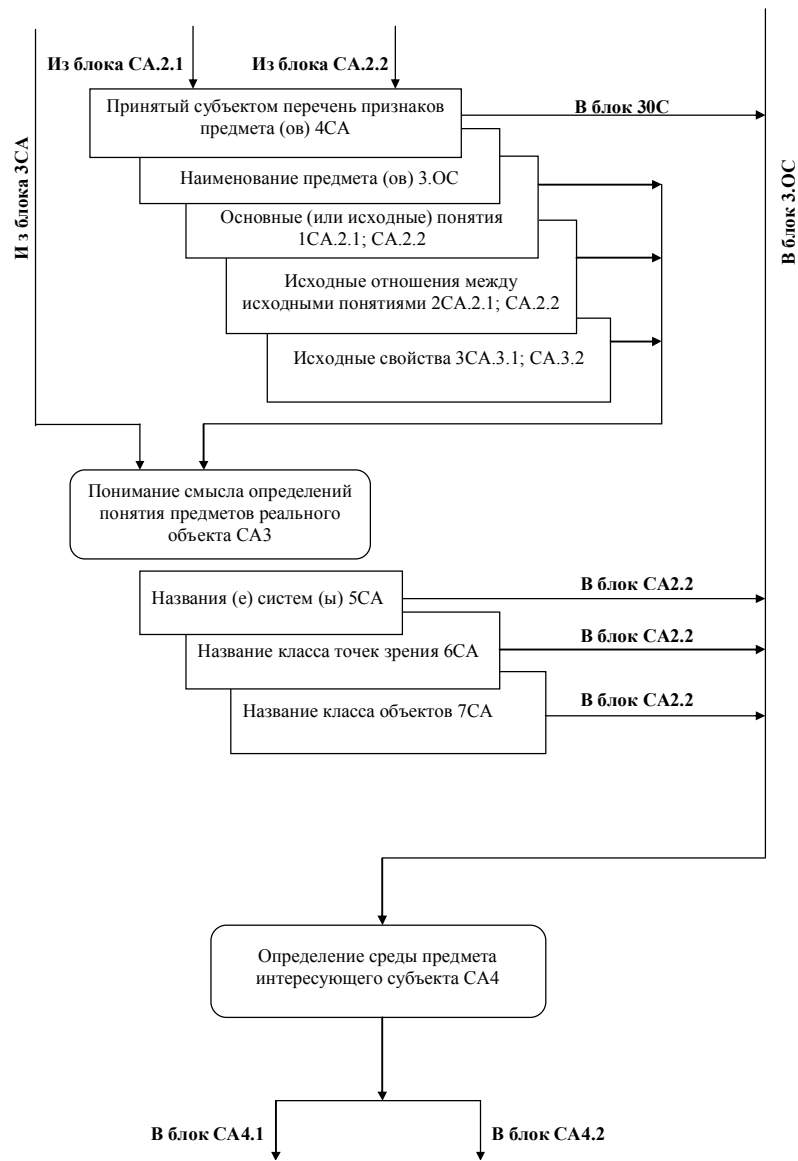 Из блока СА.2.1
Из блока СА.2.2
Принятый субъектом перечень признаков
предмета (ов) 4СА
В блок 30С
И з блока 3СА
В блок 3.ОС
Наименование предмета (ов) 3.ОС
Основные (или исходные) понятия
1СА.2.1; СА.2.2
Исходные отношения между
исходными понятиями 2СА.2.1; СА.2.2
Исходные свойства 3СА.3.1; СА.3.2
Понимание смысла определений
понятия предметов реального
объекта СА3
Названия (е) систем (ы) 5СА
В блок СА2.2
Название класса точек зрения 6СА
В блок СА2.2
Название класса объектов 7СА
В блок СА2.2
Определение среды предмета
интересующего субъекта СА4
В блок СА4.1
В блок СА4.2